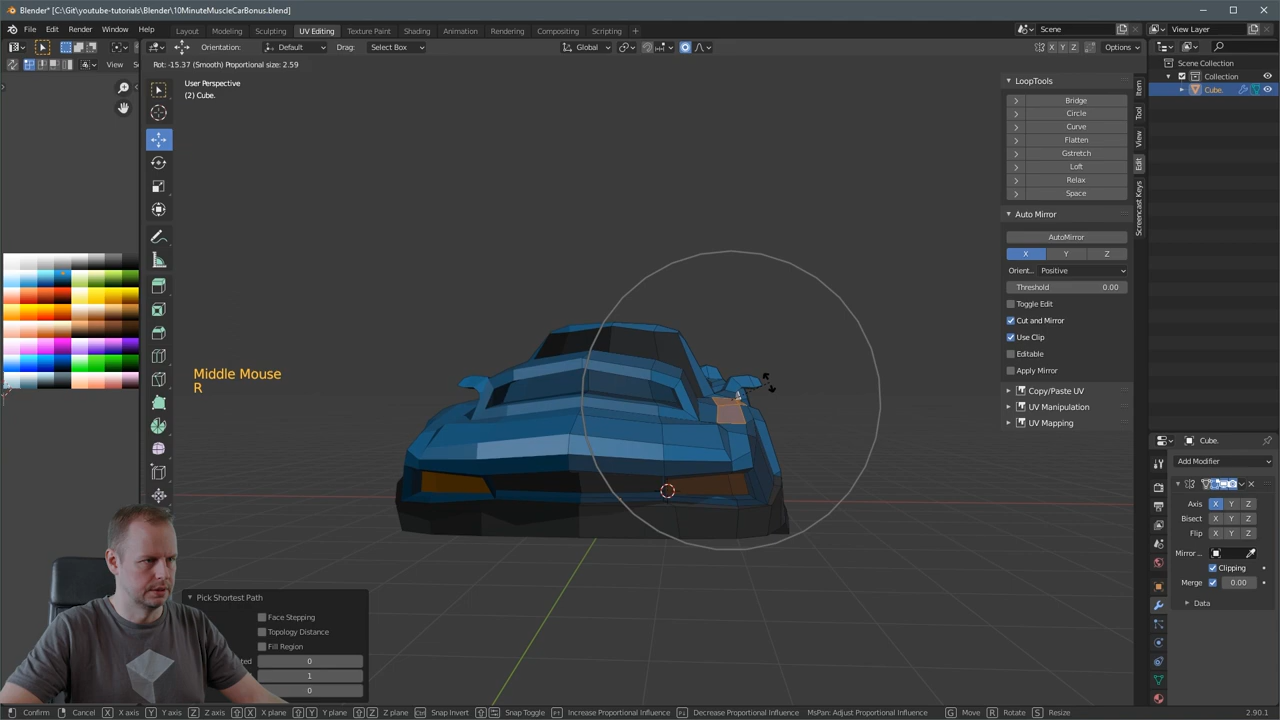 Blender* [C:\Git\youtube-tutorials\Blender\10MinuteMuscleCarBonus.blend]
File Edit Render Window Help Layout Modeling Sculpting UV Editing Texture Paint Shading Animation Rendering Compositing Scripting Scene View Layer
Orientation: Default Drag: Select Box Global X Y Z Options
View S Rot: -15.37 (Smooth) Proportional size: 2.59 Scene Collection
User Perspective
(2) Cube.
Collection
Cube.
LoopTools
Bridge
Circle
Curve
Flatten
Gstretch
Loft
Relax
Space
Item
Tool
View
Edit
Screencast Keys
Auto Mirror
AutoMirror
X Y Z
Orient... Positive
Threshold 0.00
Toggle Edit
Cut and Mirror
Use Clip
Editable
Apply Mirror
Copy/Paste UV
UV Manipulation
UV Mapping
Middle Mouse
R
Cube.
Add Modifier
Axis X Y Z
Bisect X Y Z
Flip X Y Z
Mirror ...
Clipping
Merge 0.00
Data
Pick Shortest Path
Face Stepping
Topology Distance
Fill Region
0
1
0
Confirm Cancel X X axis Y Y axis Z Z axis X X plane Y Y plane Z Z plane Snap Invert Snap Toggle Increase Proportional Influence Decrease Proportional Influence MsPan: Adjust Proportional Influence G Move R Rotate S Resize 2.90.1